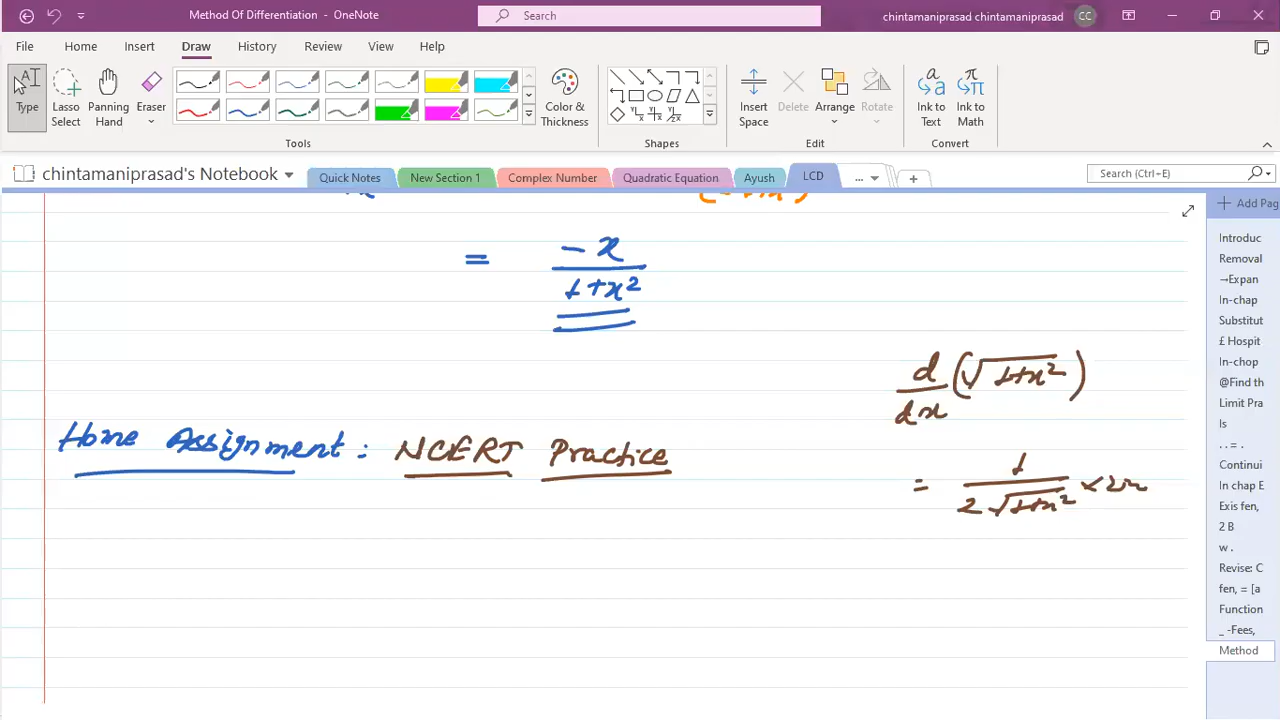 Method Of Differentiation - OneNote
Search
chintamaniprasad chintamaniprasad
CC
File Home Insert Draw History Review View Help
Type
Lasso Select
Panning Hand
Eraser
Color & Thickness
Insert Space
Delete
Arrange
Rotate
Ink to Text
Ink to Math
Tools Shapes Edit Convert
chintamaniprasad's Notebook
Quick Notes New Section 1 Complex Number Quadratic Equation Ayush LCD ...
Search (Ctrl+E)
Add Pag
Introduc
Removal
→Expan
In-chap
Substitut
£ Hospit
In-chop
@Find th
Limit Pra
Is
. . = .
Continui
In chap E
Exis fen,
2 B
w .
Revise: C
fen, = [a
Function
_ -Fees,
Method
= -x / 1+x²
d/dx (√1+x²)
Home Assignment : NCERT Practice
= 1 / 2√1+x² × 2x